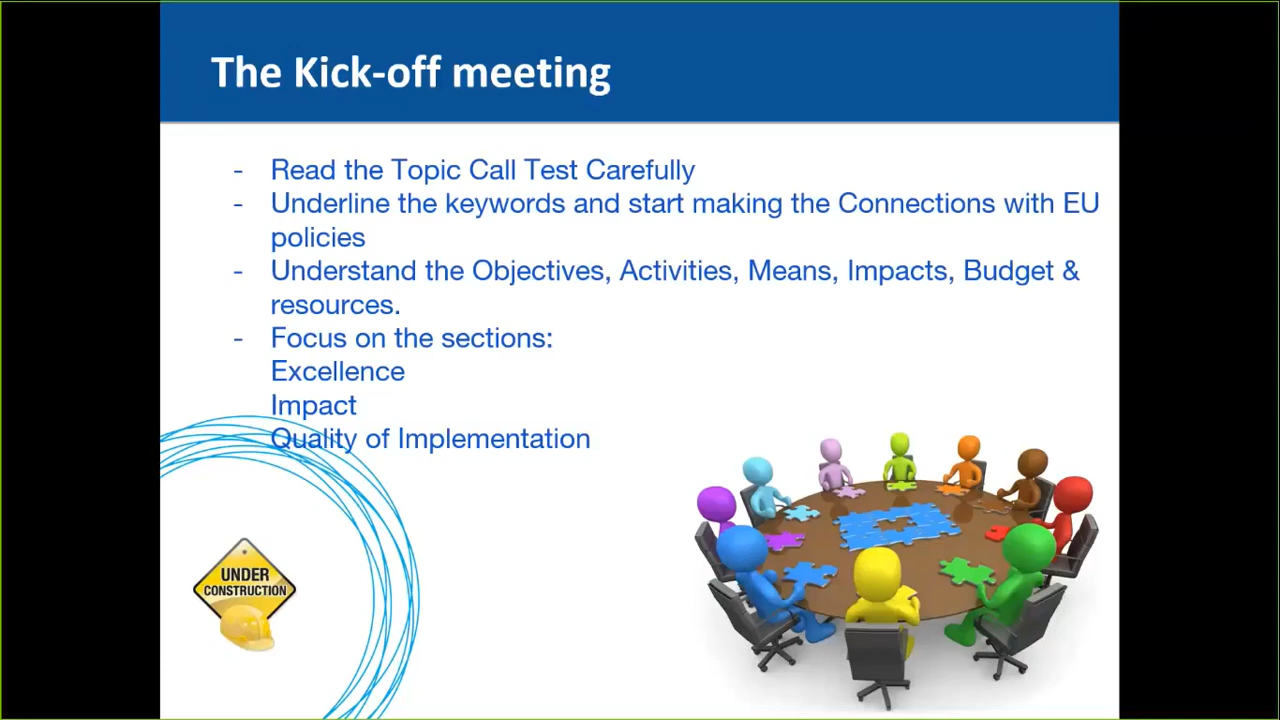 The Kick-off meeting
- Read the Topic Call Test Carefully
- Underline the keywords and start making the Connections with EU
policies
- Understand the Objectives, Activities, Means, Impacts, Budget &
resources.
- Focus on the sections:
Excellence
Impact
Quality of Implementation
UNDER
CONSTRUCTION